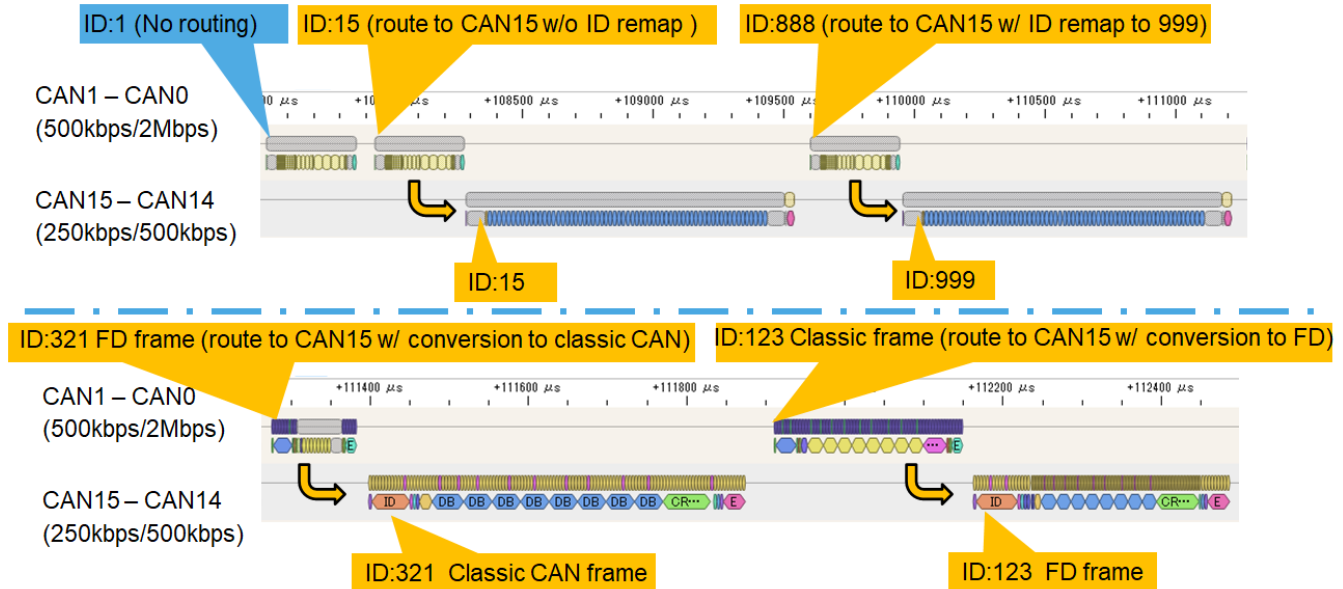 ID:1 (No routing)
ID:15 (route to CAN15 w/o ID remap )
ID:888 (route to CAN15 w/ ID remap to 999)
CAN1 – CAN0
(500kbps/2Mbps)
+108500 μs
+109000 μs
+109500 μs
+110000 μs
+110500 μs
+111000 μs
CAN15 – CAN14
(250kbps/500kbps)
ID:15
ID:999
ID:321 FD frame (route to CAN15 w/ conversion to classic CAN)
ID:123 Classic frame (route to CAN15 w/ conversion to FD)
CAN1 – CAN0
(500kbps/2Mbps)
+111400 μs
+111600 μs
+111800 μs
+112200 μs
+112400 μs
E
... E
CAN15 – CAN14
(250kbps/500kbps)
ID DB DB DB DB DB DB DB DB CR... E
ID CR... E
ID:321 Classic CAN frame
ID:123 FD frame